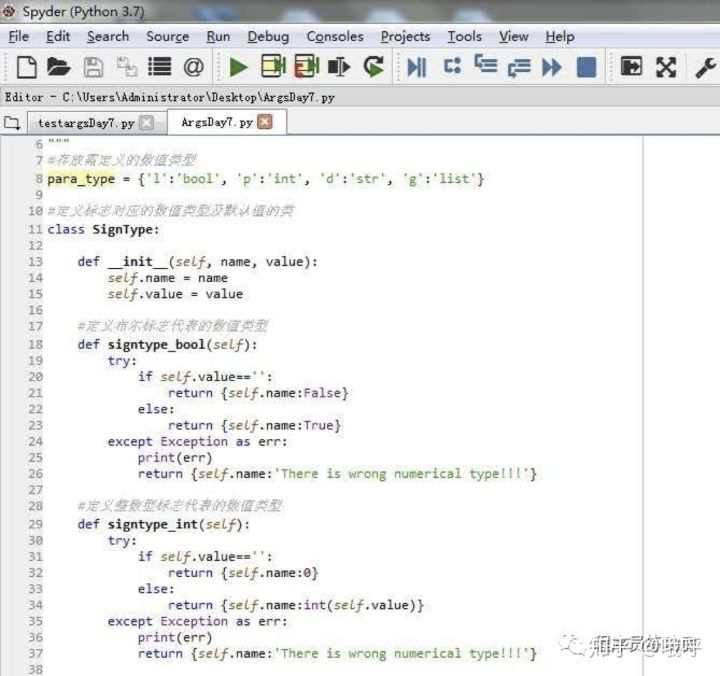 Spyder (Python 3.7)
File Edit Search Source Run Debug Consoles Projects Tools View Help
Editor - C:\Users\Administrator\Desktop\ArgsDay7.py
testargsDay7.py ArgsDay7.py
6 """
7 #存放需定义的数值类型
8 para_type = {'l':'bool', 'p':'int', 'd':'str', 'g':'list'}
9
10 #定义标志对应的数值类型及默认值的类
11 class SignType:
12
13 def __init__(self, name, value):
14 self.name = name
15 self.value = value
16
17 #定义布尔标志代表的数值类型
18 def signtype_bool(self):
19 try:
20 if self.value=='':
21 return {self.name:False}
22 else:
23 return {self.name:True}
24 except Exception as err:
25 print(err)
26 return {self.name:'There is wrong numerical type!!!'}
27
28 #定义整数型标志代表的数值类型
29 def signtype_int(self):
30 try:
31 if self.value=='':
32 return {self.name:0}
33 else:
34 return {self.name:int(self.value)}
35 except Exception as err:
36 print(err)
37 return {self.name:'There is wrong numerical type!!!'}
38
知乎